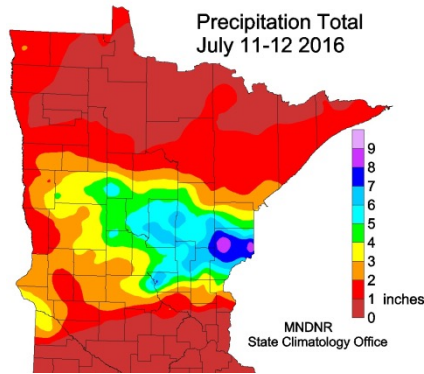 Precipitation Total
July 11-12 2016
9
8
7
6
5
4
3
2
1 inches
0
MNDNR
State Climatology Office